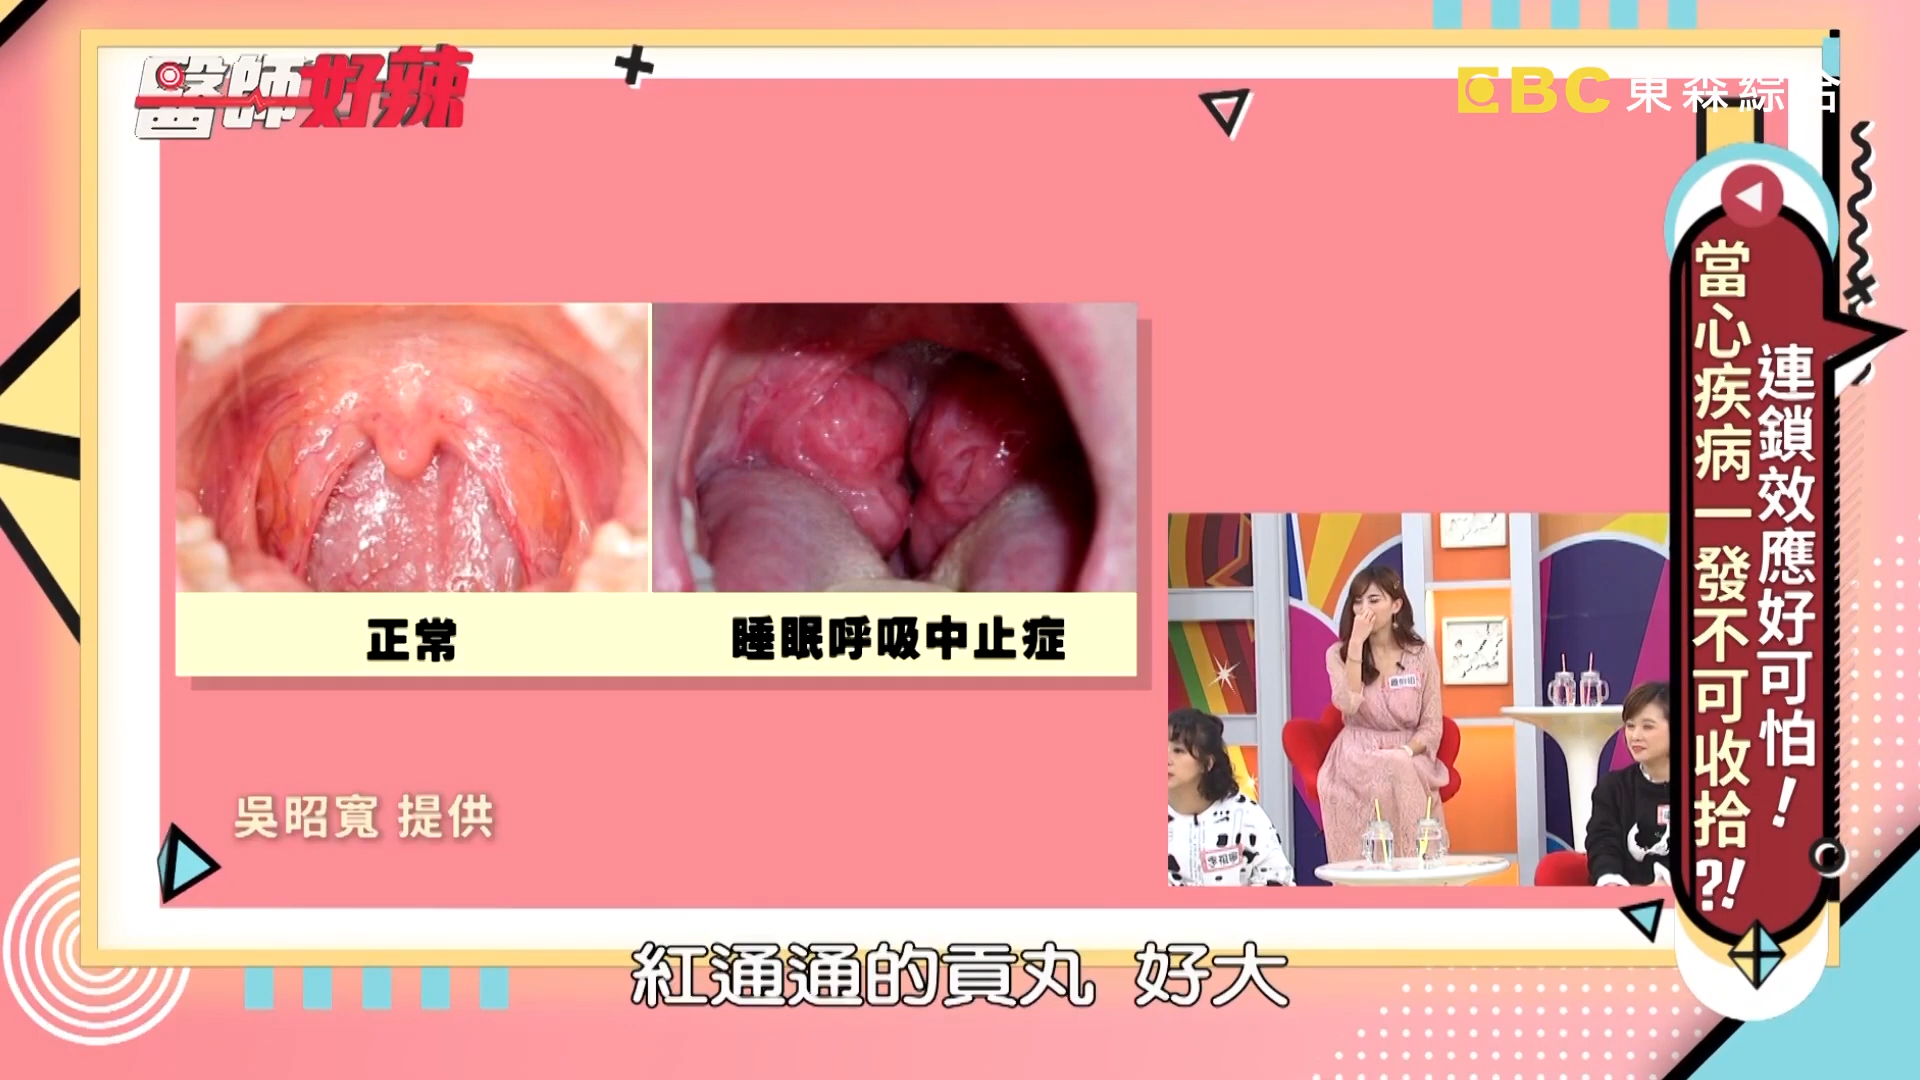 醫師好辣
EBC 東森綜合
連鎖效應好可怕!
當心疾病一發不可收拾?!
正常
睡眠呼吸中止症
吳昭寬 提供
紅通通的貢丸 好大